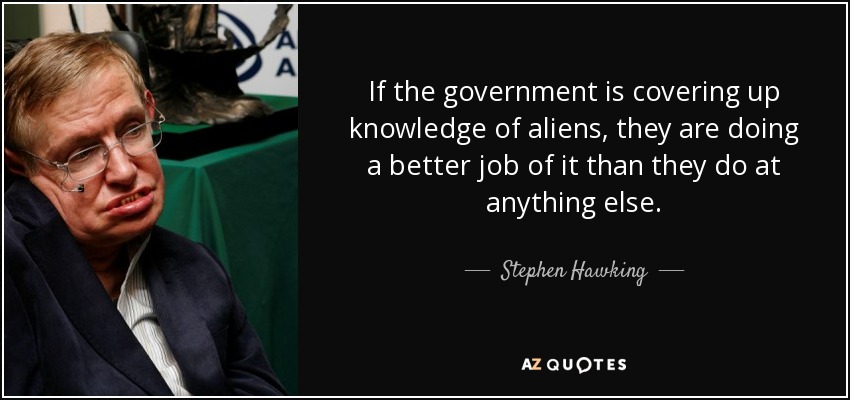 A
A
If the government is covering up
knowledge of aliens, they are doing
a better job of it than they do at
anything else.
Stephen Hawking
AZ QUOTES